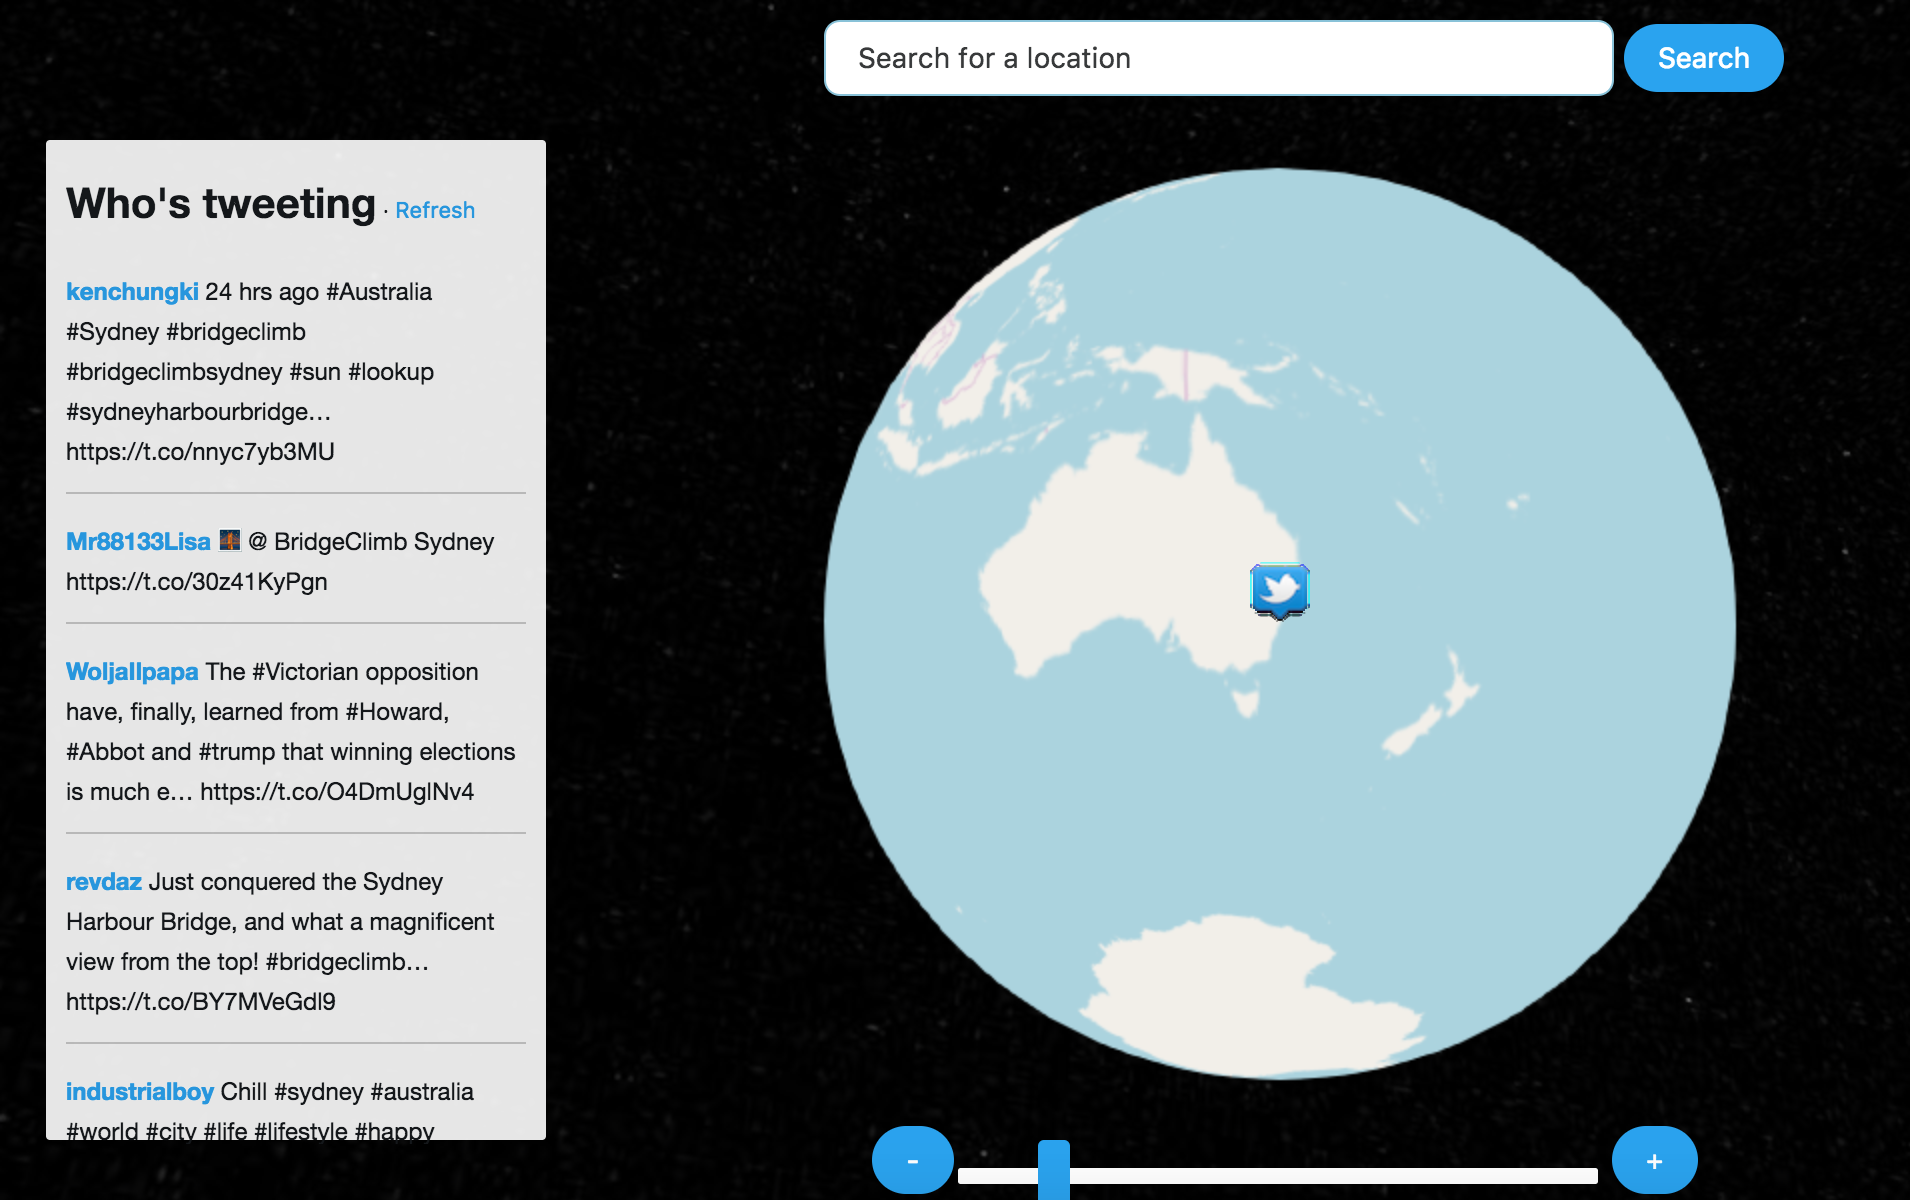 Search for a location
Search
Who's tweeting · Refresh
kenchungki 24 hrs ago #Australia
#Sydney #bridgeclimb
#bridgeclimbsydney #sun #lookup
#sydneyharbourbridge…
https://t.co/nnyc7yb3MU
Mr88133Lisa 🌉 @ BridgeClimb Sydney
https://t.co/30z41KyPgn
Woljallpapa The #Victorian opposition
have, finally, learned from #Howard,
#Abbot and #trump that winning elections
is much e… https://t.co/O4DmUglNv4
revdaz Just conquered the Sydney
Harbour Bridge, and what a magnificent
view from the top! #bridgeclimb…
https://t.co/BY7MVeGdl9
industrialboy Chill #sydney #australia
#world #city #life #lifestyle #happy
-
+